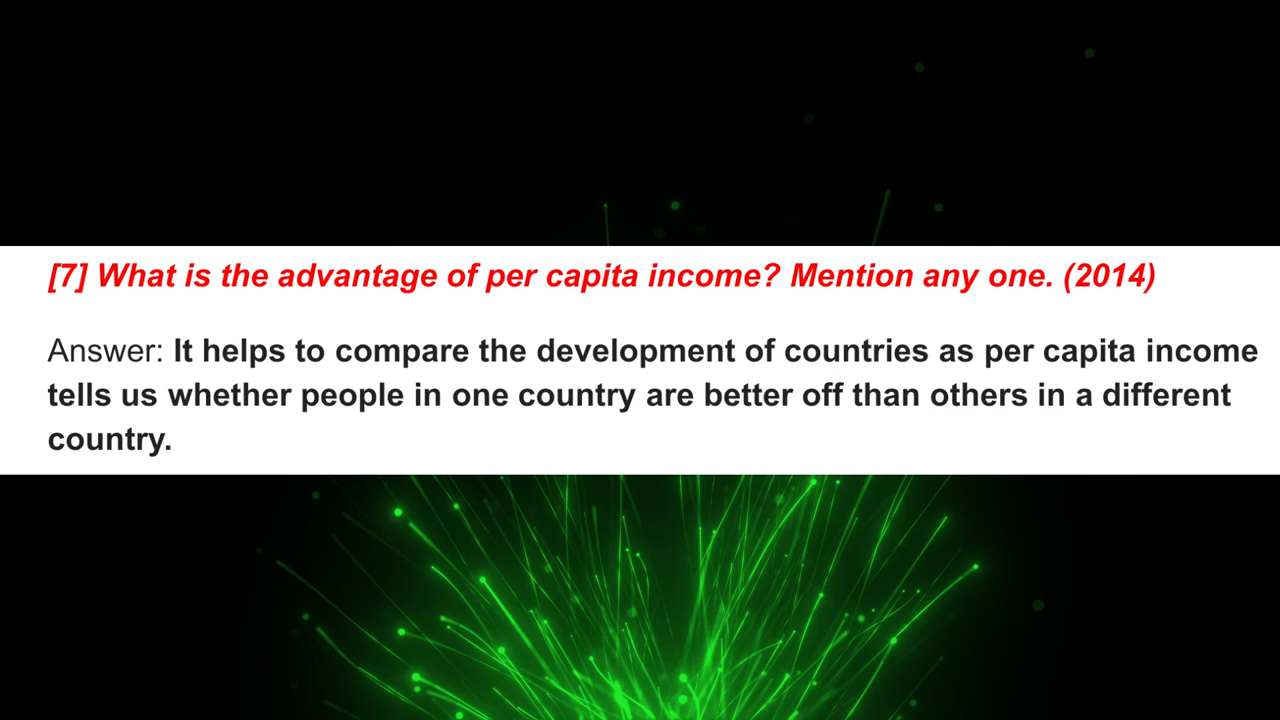 [7] What is the advantage of per capita income? Mention any one. (2014)
Answer: It helps to compare the development of countries as per capita income
tells us whether people in one country are better off than others in a different
country.